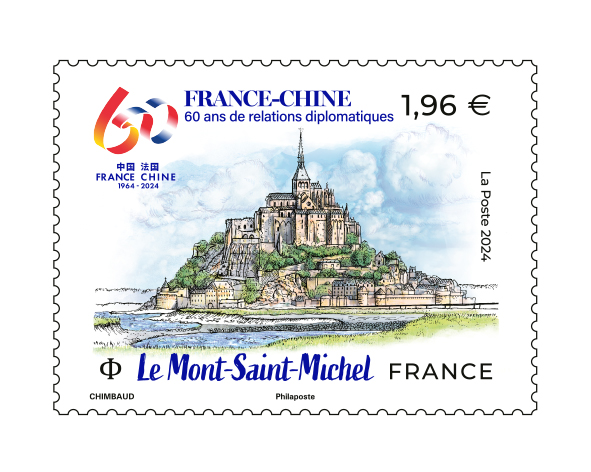 60
FRANCE-CHINE
60 ans de relations diplomatiques
1,96 €
中国 法国
FRANCE CHINE
1964 - 2024
La Poste 2024
Φ
Le Mont-Saint-Michel
FRANCE
CHIMBAUD
Philaposte